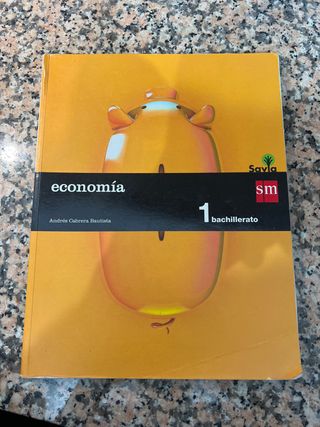 Savia
economía
sm
Andrés Cabrera Bautista
1 bachillerato